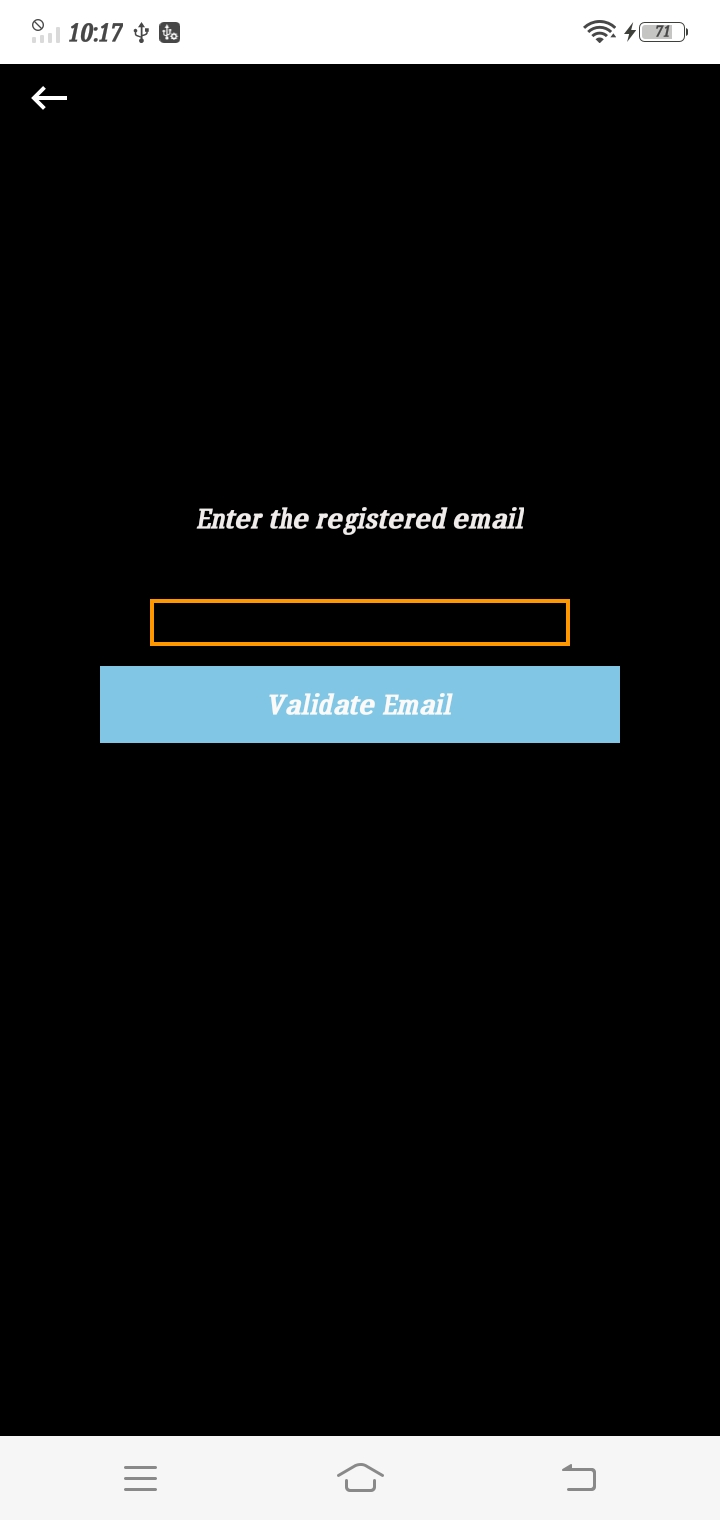 10:17
71
Enter the registered email
Validate Email